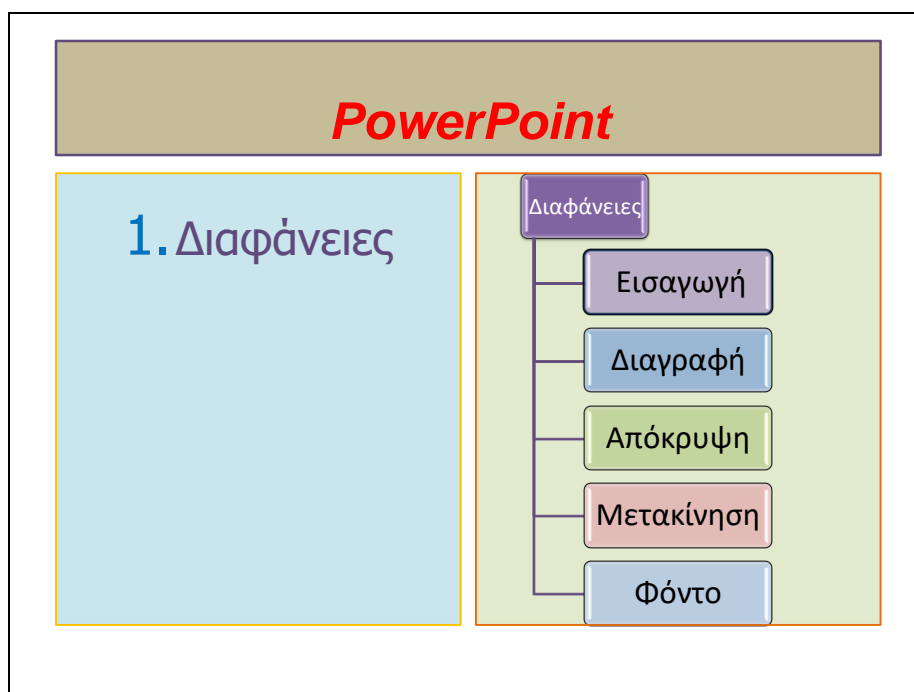 PowerPoint
1. Διαφάνειες
Διαφάνειες
Εισαγωγή
Διαγραφή
Απόκρυψη
Μετακίνηση
Φόντο